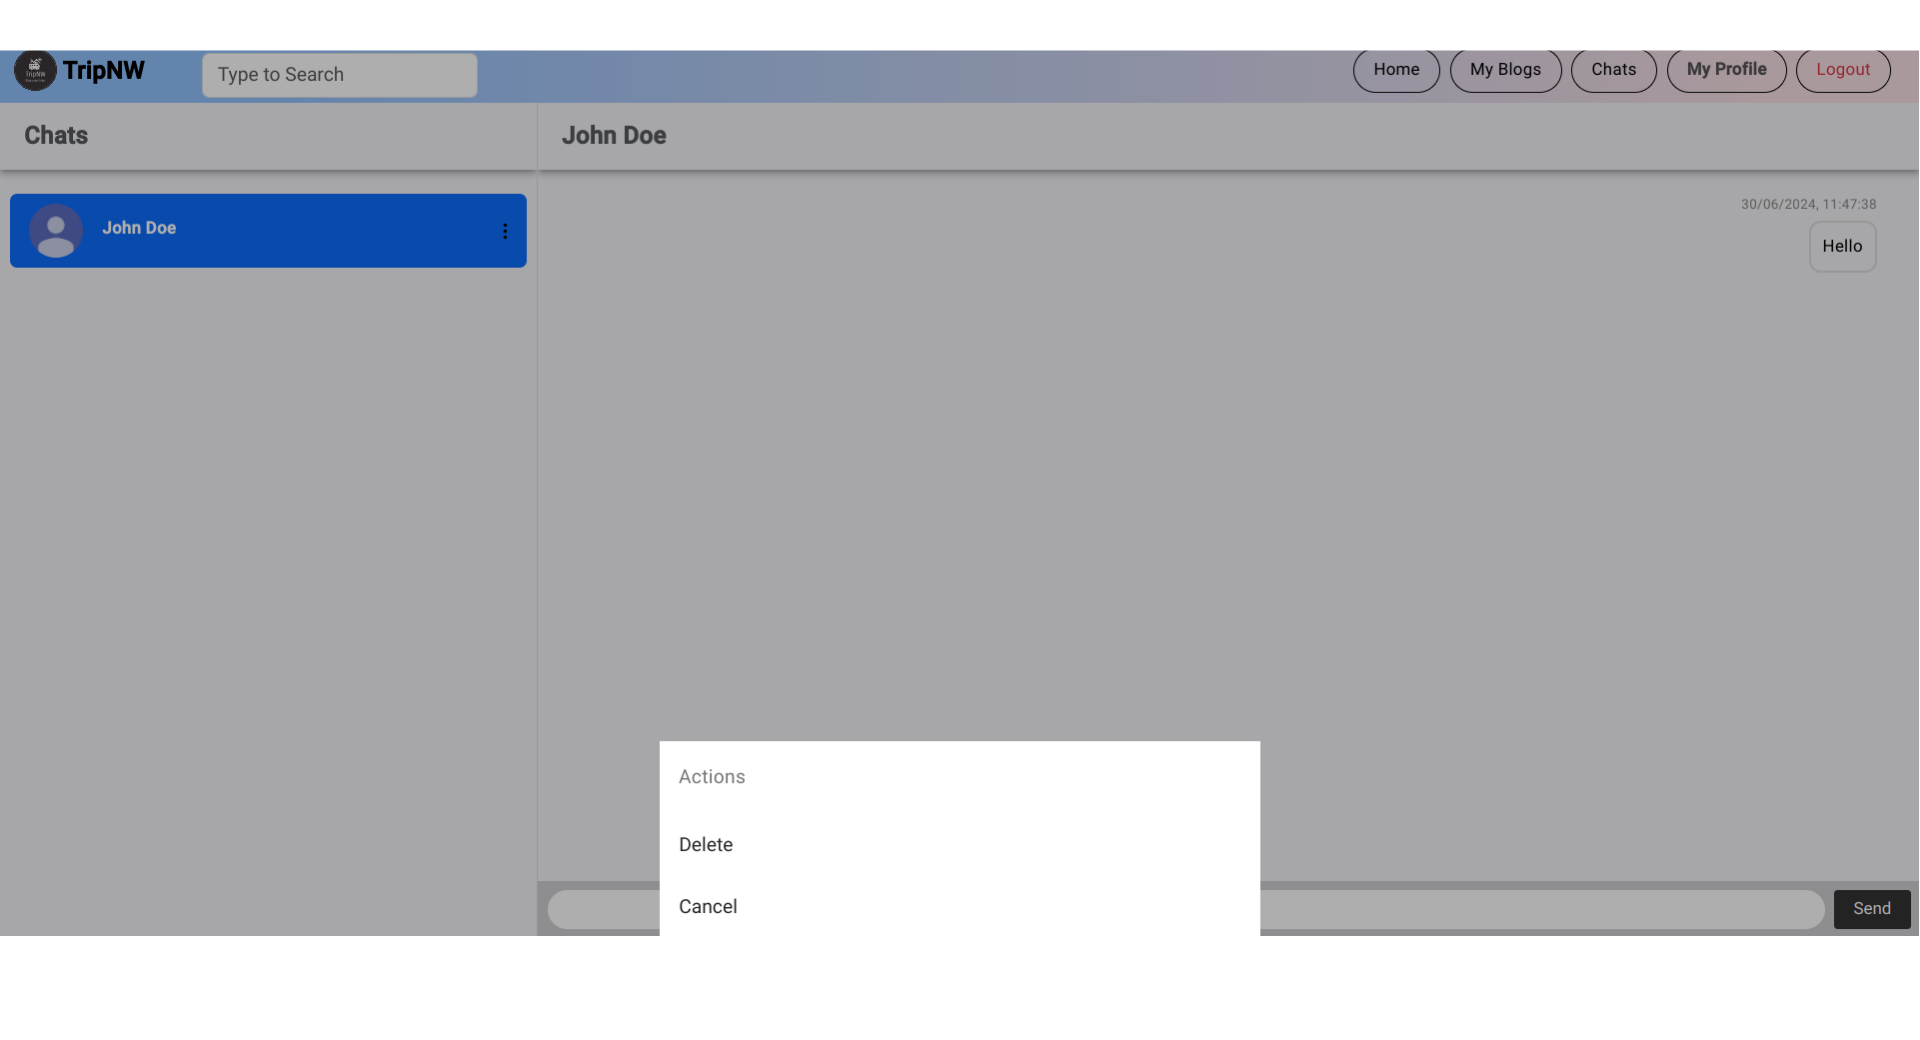 TripNW
TripNW
Type to Search
Home
My Blogs
Chats
My Profile
Logout
Chats
John Doe
John Doe
30/06/2024, 11:47:38
Hello
Actions
Delete
Cancel
Send